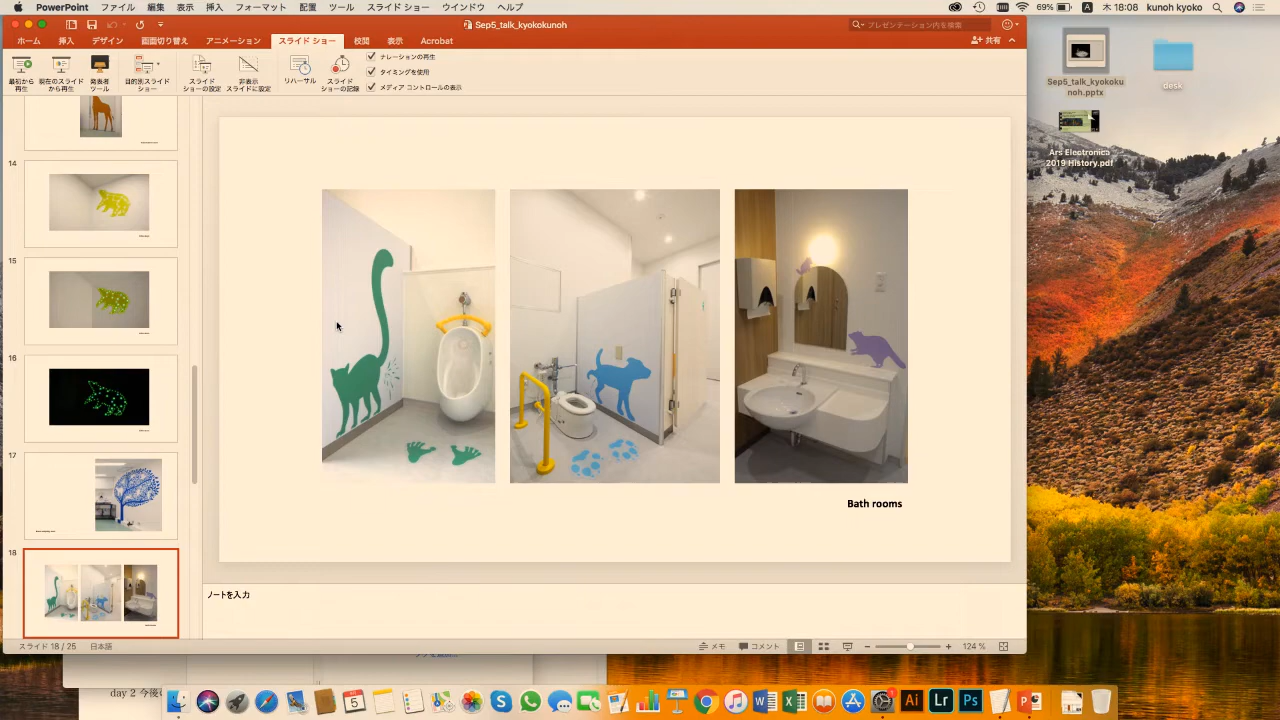 PowerPoint ファイル 編集 表示 挿入 フォーマット 配置 ツール スライド ショー ウインドウ ヘルプ 69% 木 18:08 kunoh kyoko
Sep5_talk_kyokokunoh
プレゼンテーション内を検索
ホーム 挿入 デザイン 画面切り替え アニメーション スライド ショー 校閲 表示 Acrobat 共有
最初から
再生
現在のスライド
から再生
発表者
ツール
目的別スライド
ショー
スライド
ショーの設定
非表示
スライドに設定
リハーサル
スライド
ショーの記録
ナレーションの再生
タイミングを使用
メディア コントロールの表示
Sep5_talk_kyokoku
noh.pptx
desk
Ars Electronica
2019 History.pdf
14
15
16
17
18
Bath rooms
ノートを入力
スライド 18 / 25 日本語 メモ コメント 124 %
day 2 今後
5